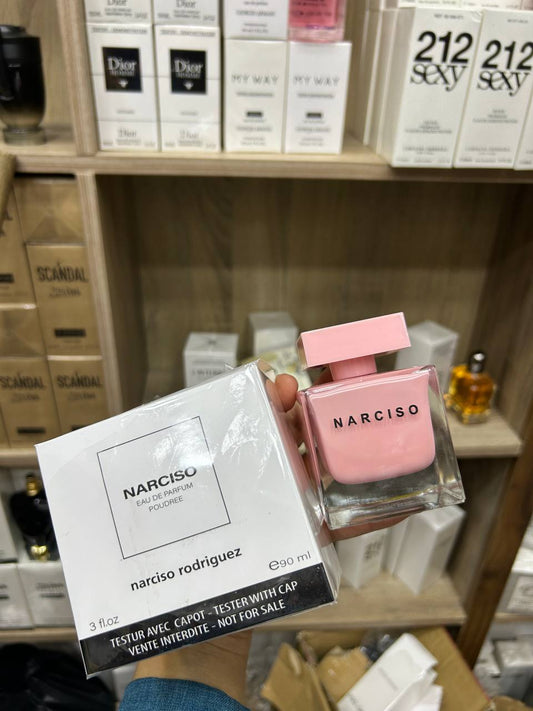 Dior
Dior
MY WAY
MY WAY
212
sexy
212
sexy
SCANDAL
SCANDAL
SCANDAL
NARCISO
NARCISO
EAU DE PARFUM
POUDREE
narciso rodriguez
3 fl.oz
e90 ml
TESTUR AVEC CAPOT - TESTER WITH CAP
VENTE INTERDITE - NOT FOR SALE